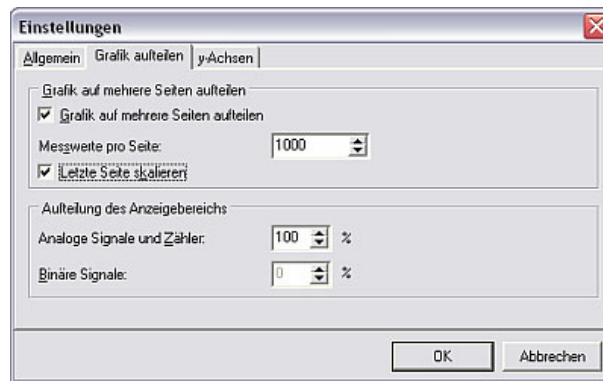 Einstellungen
Allgemein Grafik aufteilen y-Achsen
Grafik auf mehrere Seiten aufteilen
Grafik auf mehrere Seiten aufteilen
Messwerte pro Seite: 1000
Letzte Seite skalieren
Aufteilung des Anzeigebereichs
Analoge Signale und Zähler: 100 %
Binäre Signale: 0 %
OK Abbrechen